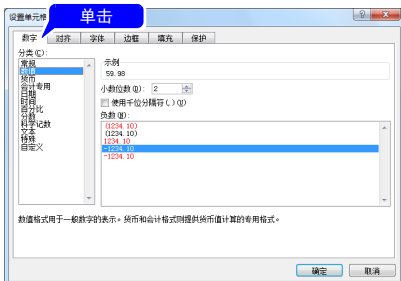 设置单元格
单击
数字 对齐 字体 边框 填充 保护
分类(C):
常规
数值
货币
会计专用
日期
时间
百分比
分数
科学记数
文本
特殊
自定义
示例
59.98
小数位数(D): 2
使用千位分隔符(,)(U)
负数(N):
(1234.10)
(1234.10)
1234.10
-1234.10
-1234.10
数值格式用于一般数字的表示。货币和会计格式则提供货币值计算的专用格式。
确定 取消